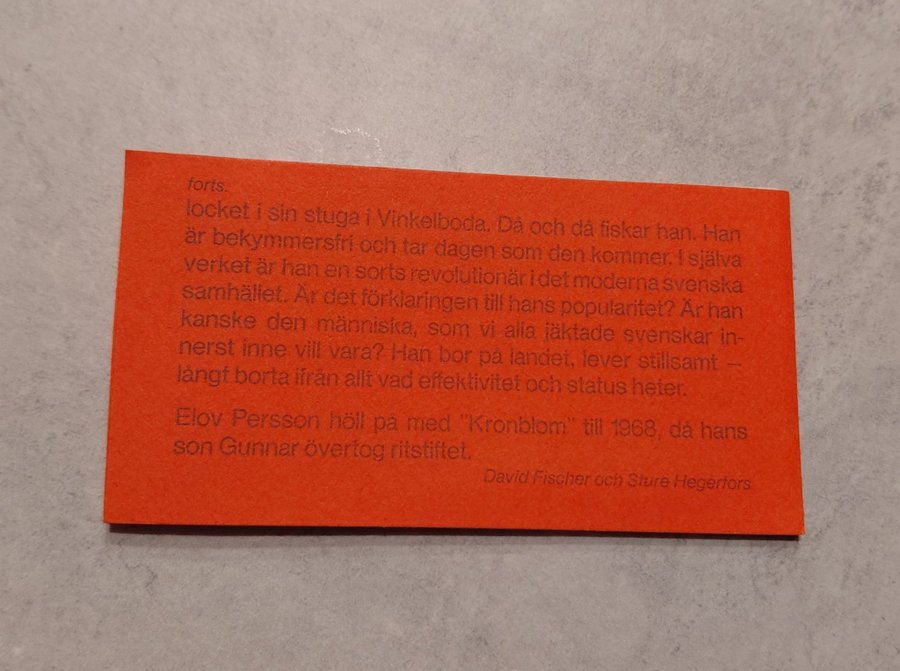 forts.
locket i sin stuga i Vinkelboda. Då och då fiskar han. Han
är bekymmersfri och tar dagen som den kommer. I själva
verket är han en sorts revolutionär i det moderna svenska
samhället. Är det förklaringen till hans popularitet? Är han
kanske den människa, som vi alla jäktade svenskar in-
nerst inne vill vara? Han bor på landet, lever stillsamt –
långt borta ifrån allt vad effektivitet och status heter.
Elov Persson höll på med "Kronblom" till 1968, då hans
son Gunnar övertog ritstiftet.
David Fischer och Sture Hegerfors